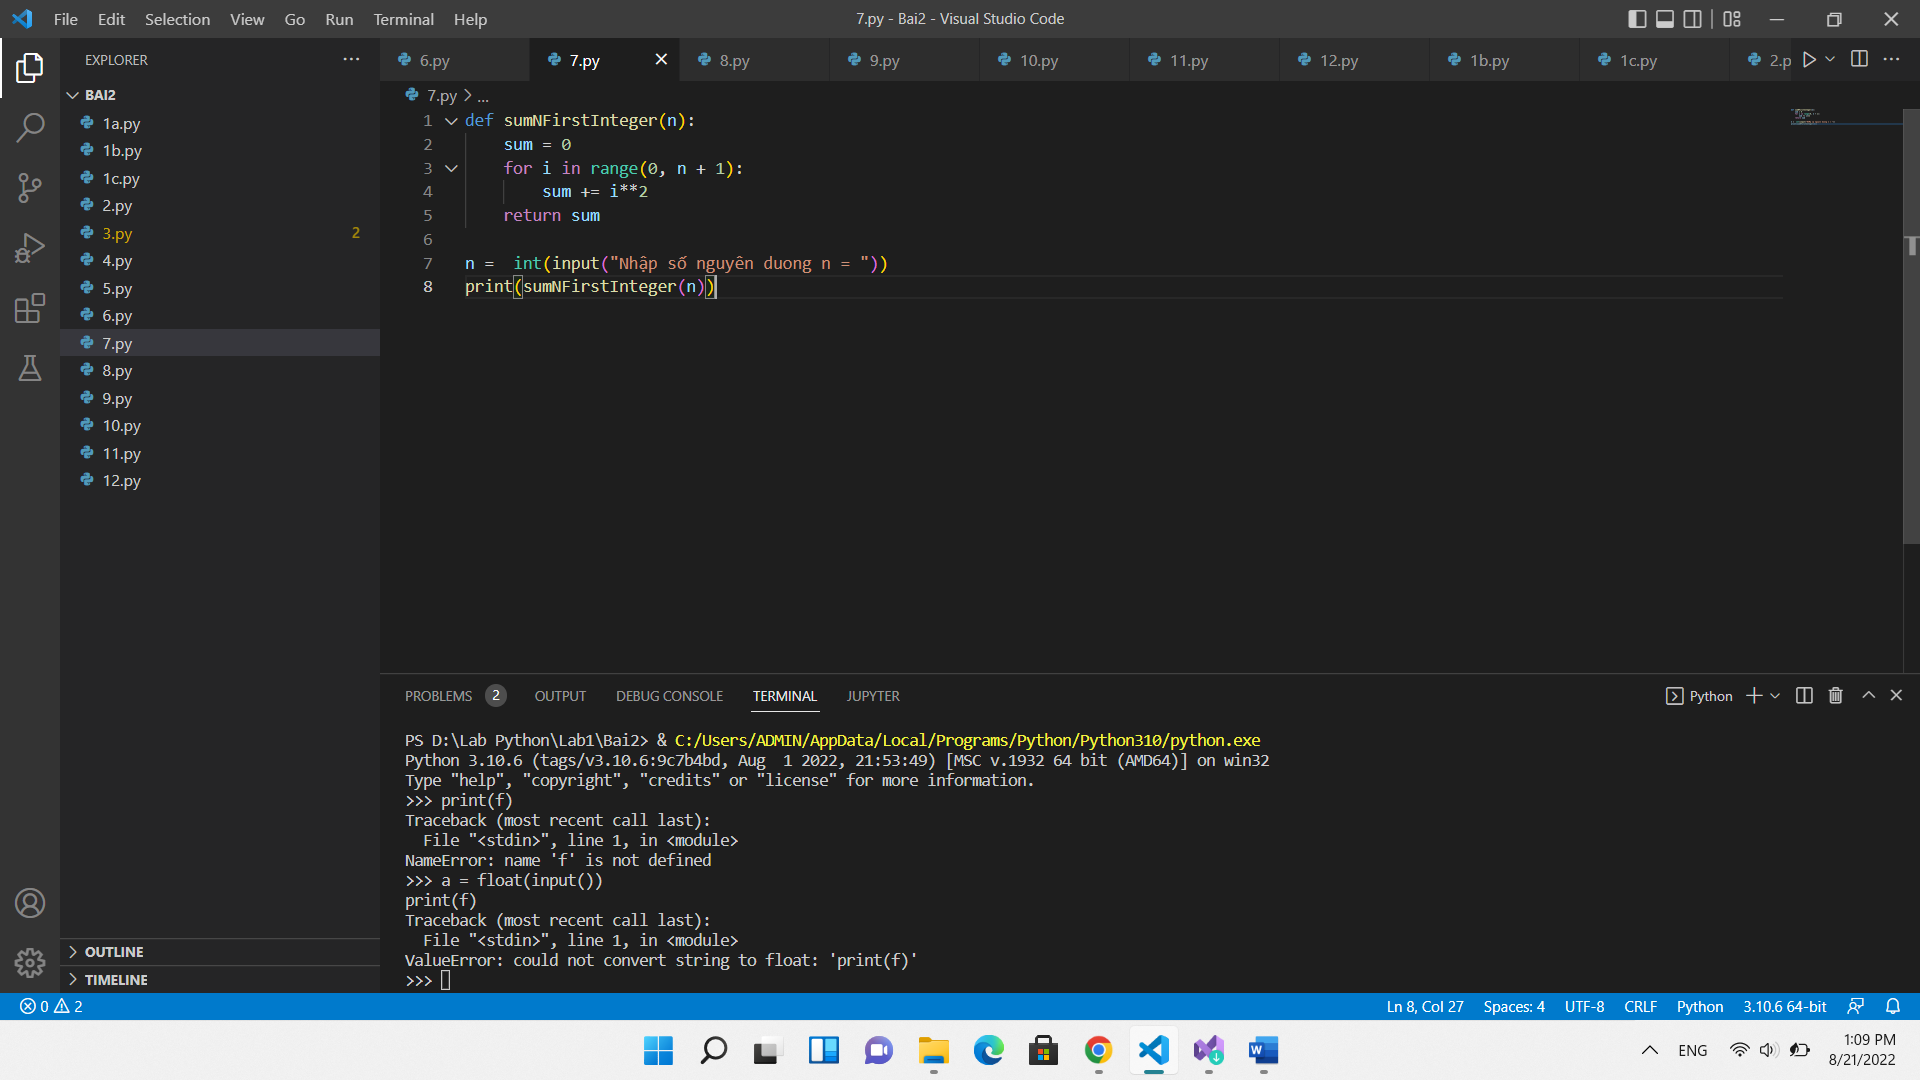 File Edit Selection View Go Run Terminal Help
7.py - Bai2 - Visual Studio Code
EXPLORER
6.py
7.py
8.py
9.py
10.py
11.py
12.py
1b.py
1c.py
2.p
BAI2
1a.py
1b.py
1c.py
2.py
3.py 2
4.py
5.py
6.py
7.py
8.py
9.py
10.py
11.py
12.py
OUTLINE
TIMELINE
7.py > ...
1 def sumNFirstInteger(n):
2 sum = 0
3 for i in range(0, n + 1):
4 sum += i**2
5 return sum
6
7 n =  int(input("Nhập số nguyên duong n = "))
8 print(sumNFirstInteger(n))
PROBLEMS 2 OUTPUT DEBUG CONSOLE TERMINAL JUPYTER
Python
PS D:\Lab Python\Lab1\Bai2> & C:/Users/ADMIN/AppData/Local/Programs/Python/Python310/python.exe
Python 3.10.6 (tags/v3.10.6:9c7b4bd, Aug  1 2022, 21:53:49) [MSC v.1932 64 bit (AMD64)] on win32
Type "help", "copyright", "credits" or "license" for more information.
>>> print(f)
Traceback (most recent call last):
  File "<stdin>", line 1, in <module>
NameError: name 'f' is not defined
>>> a = float(input())
print(f)
Traceback (most recent call last):
  File "<stdin>", line 1, in <module>
ValueError: could not convert string to float: 'print(f)'
>>>
0 2
Ln 8, Col 27 Spaces: 4 UTF-8 CRLF Python 3.10.6 64-bit
ENG
1:09 PM
8/21/2022